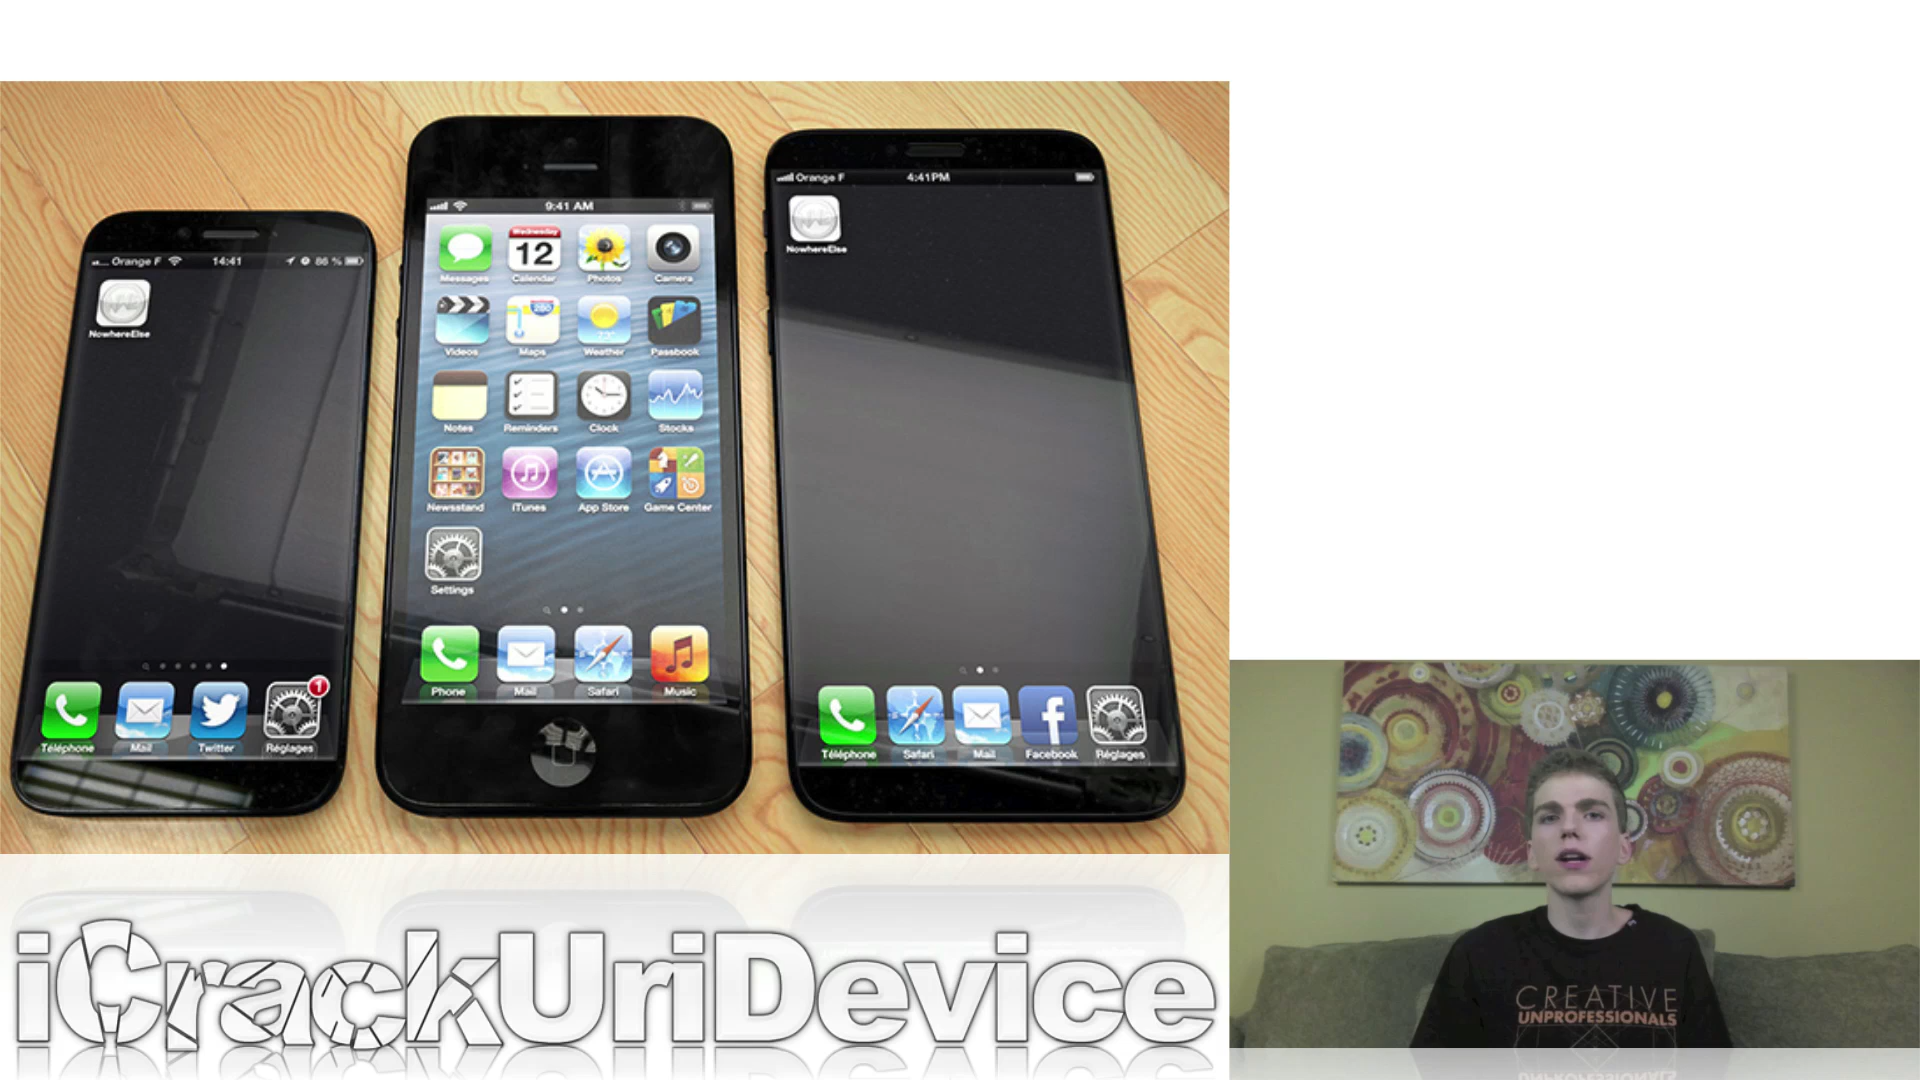 Orange F 14:41 86 %
NowhereElse
1
Téléphone Mail Twitter Réglages
9:41 AM
Wednesday
12
280
Messages Calendar Photos Camera
Videos Maps Weather Passbook
Notes Reminders Clock Stocks
Newsstand iTunes App Store Game Center
Settings
Phone Mail Safari Music
Orange F 4:41PM
NowhereElse
Téléphone Safari Mail Facebook Réglages
iCrackUriDevice
CREATIVE
UNPROFESSIONALS